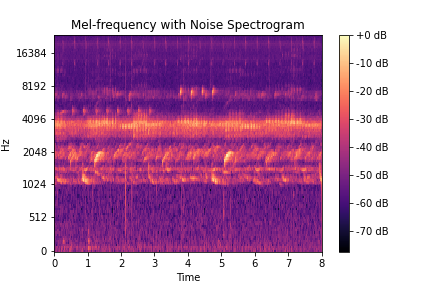 Mel-frequency with Noise Spectrogram
Hz
16384
8192
4096
2048
1024
512
0
0 1 2 3 4 5 6 7 8
Time
+0 dB
-10 dB
-20 dB
-30 dB
-40 dB
-50 dB
-60 dB
-70 dB